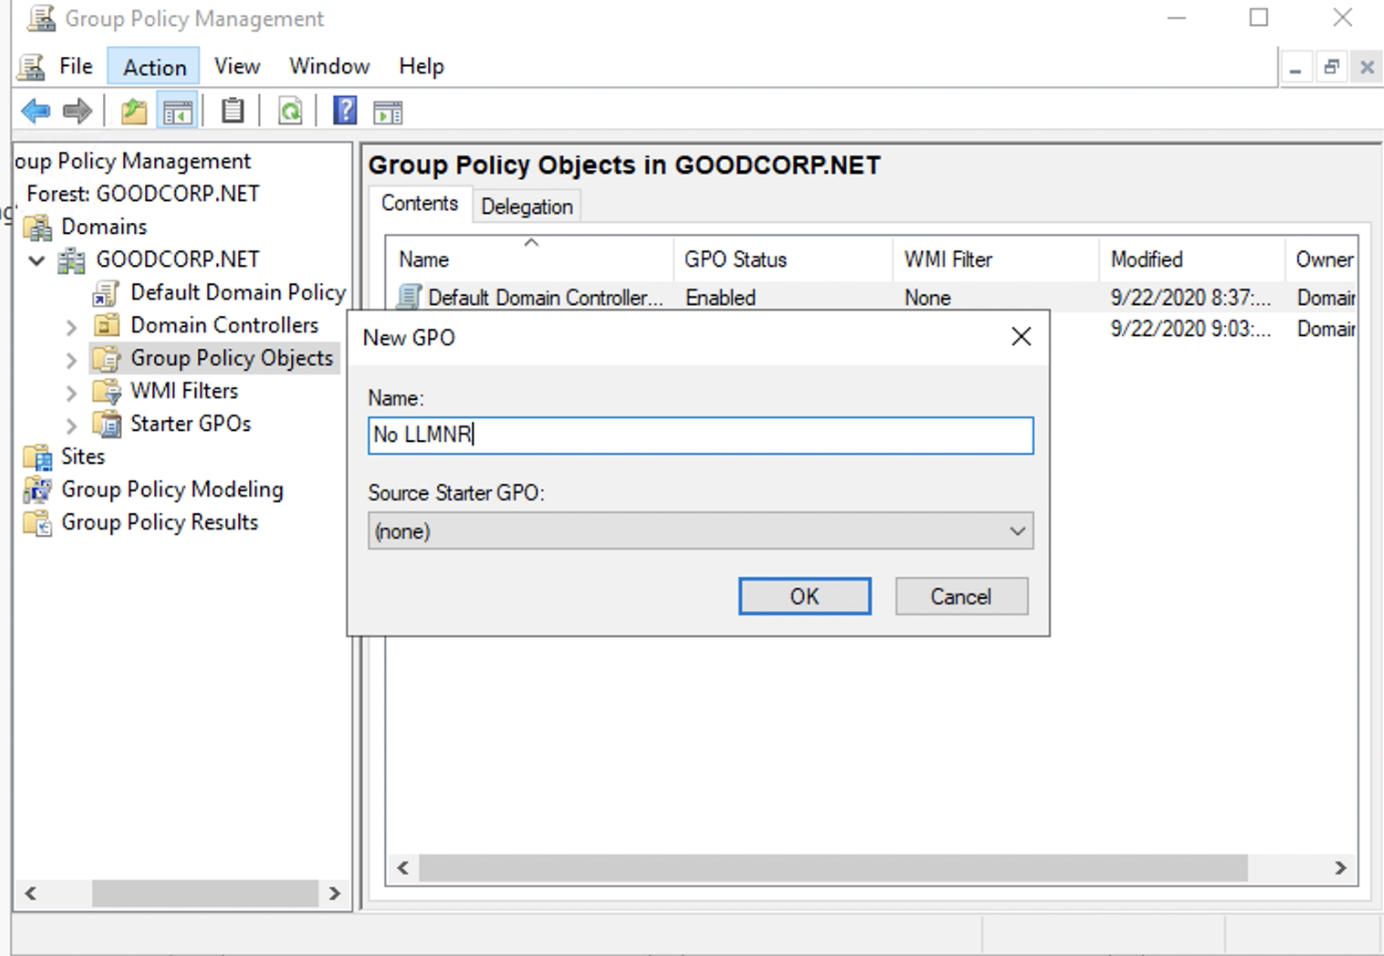 Group Policy Management
File Action View Window Help
oup Policy Management
Forest: GOODCORP.NET
Domains
GOODCORP.NET
Default Domain Policy
Domain Controllers
Group Policy Objects
WMI Filters
Starter GPOs
Sites
Group Policy Modeling
Group Policy Results
Group Policy Objects in GOODCORP.NET
Contents Delegation
Name GPO Status WMI Filter Modified Owner
Default Domain Controller... Enabled None 9/22/2020 8:37:... Domain
9/22/2020 9:03:... Domain
New GPO
Name:
No LLMNR
Source Starter GPO:
(none)
OK Cancel